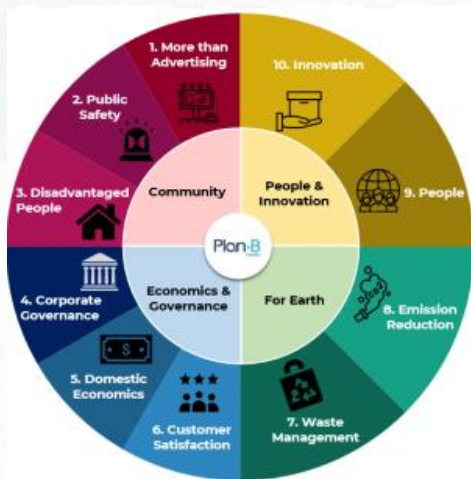 1. More than
Advertising
2. Public
Safety
3. Disadvantaged
People
4. Corporate
Governance
5. Domestic
Economics
6. Customer
Satisfaction
7. Waste
Management
8. Emission
Reduction
9. People
10. Innovation
Community
People &
Innovation
Economics &
Governance
For Earth
Plan B
$